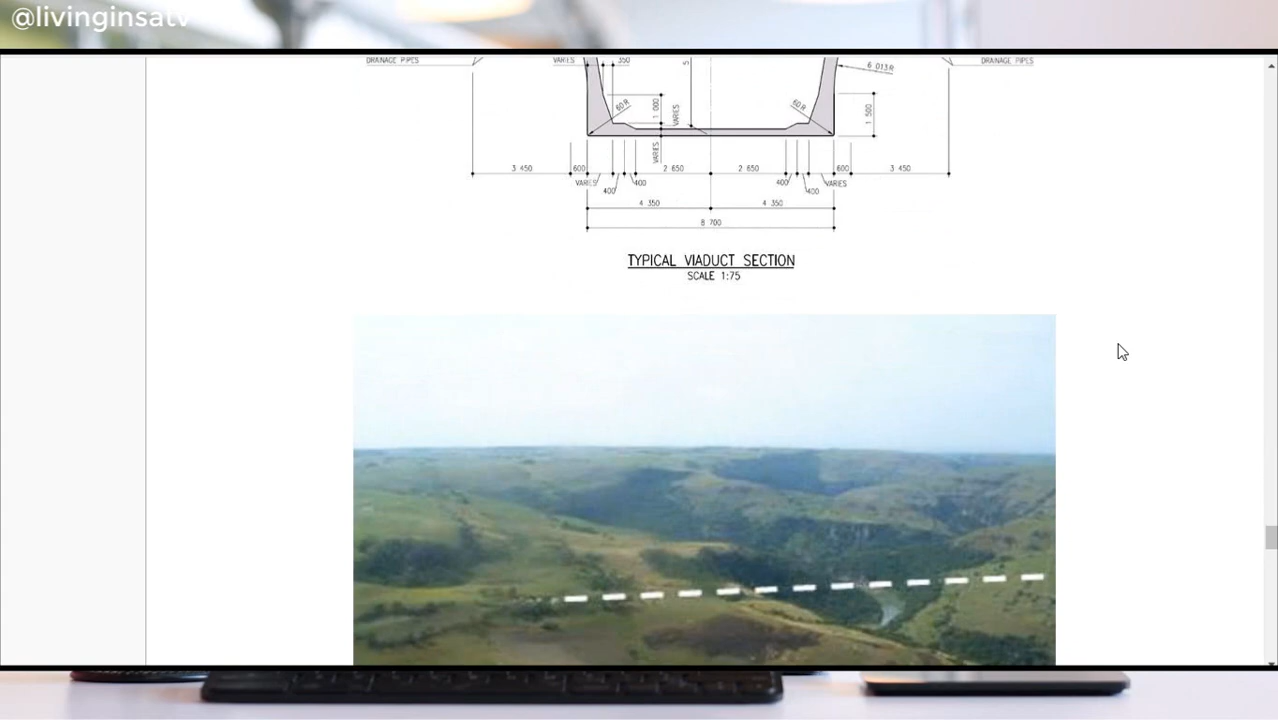 @livinginsatv
DRAINAGE PIPES VARIES 350 6 013R DRAINAGE PIPES
60R 1 000 VARIES 60R 1 500
VARIES
3 450 600 2 650 2 650 600 3 450
VARIES 400 400 400 400 VARIES
4 350 4 350
8 700
TYPICAL VIADUCT SECTION
SCALE 1:75